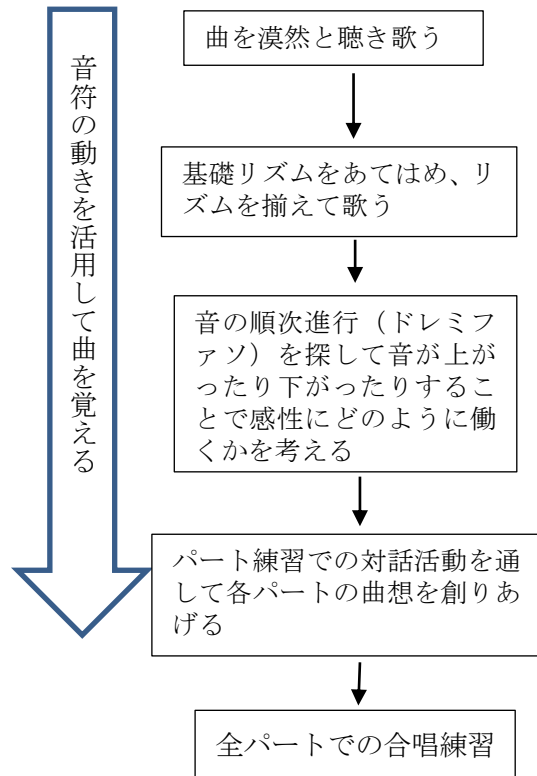 音符の動きを活用して曲を覚える
曲を漠然と聴き歌う
基礎リズムをあてはめ、リ
ズムを揃えて歌う
音の順次進行（ドレミフ
ァソ）を探して音が上が
ったり下がったりするこ
とで感性にどのように働
くかを考える
パート練習での対話活動を通
して各パートの曲想を創りあ
げる
全パートでの合唱練習